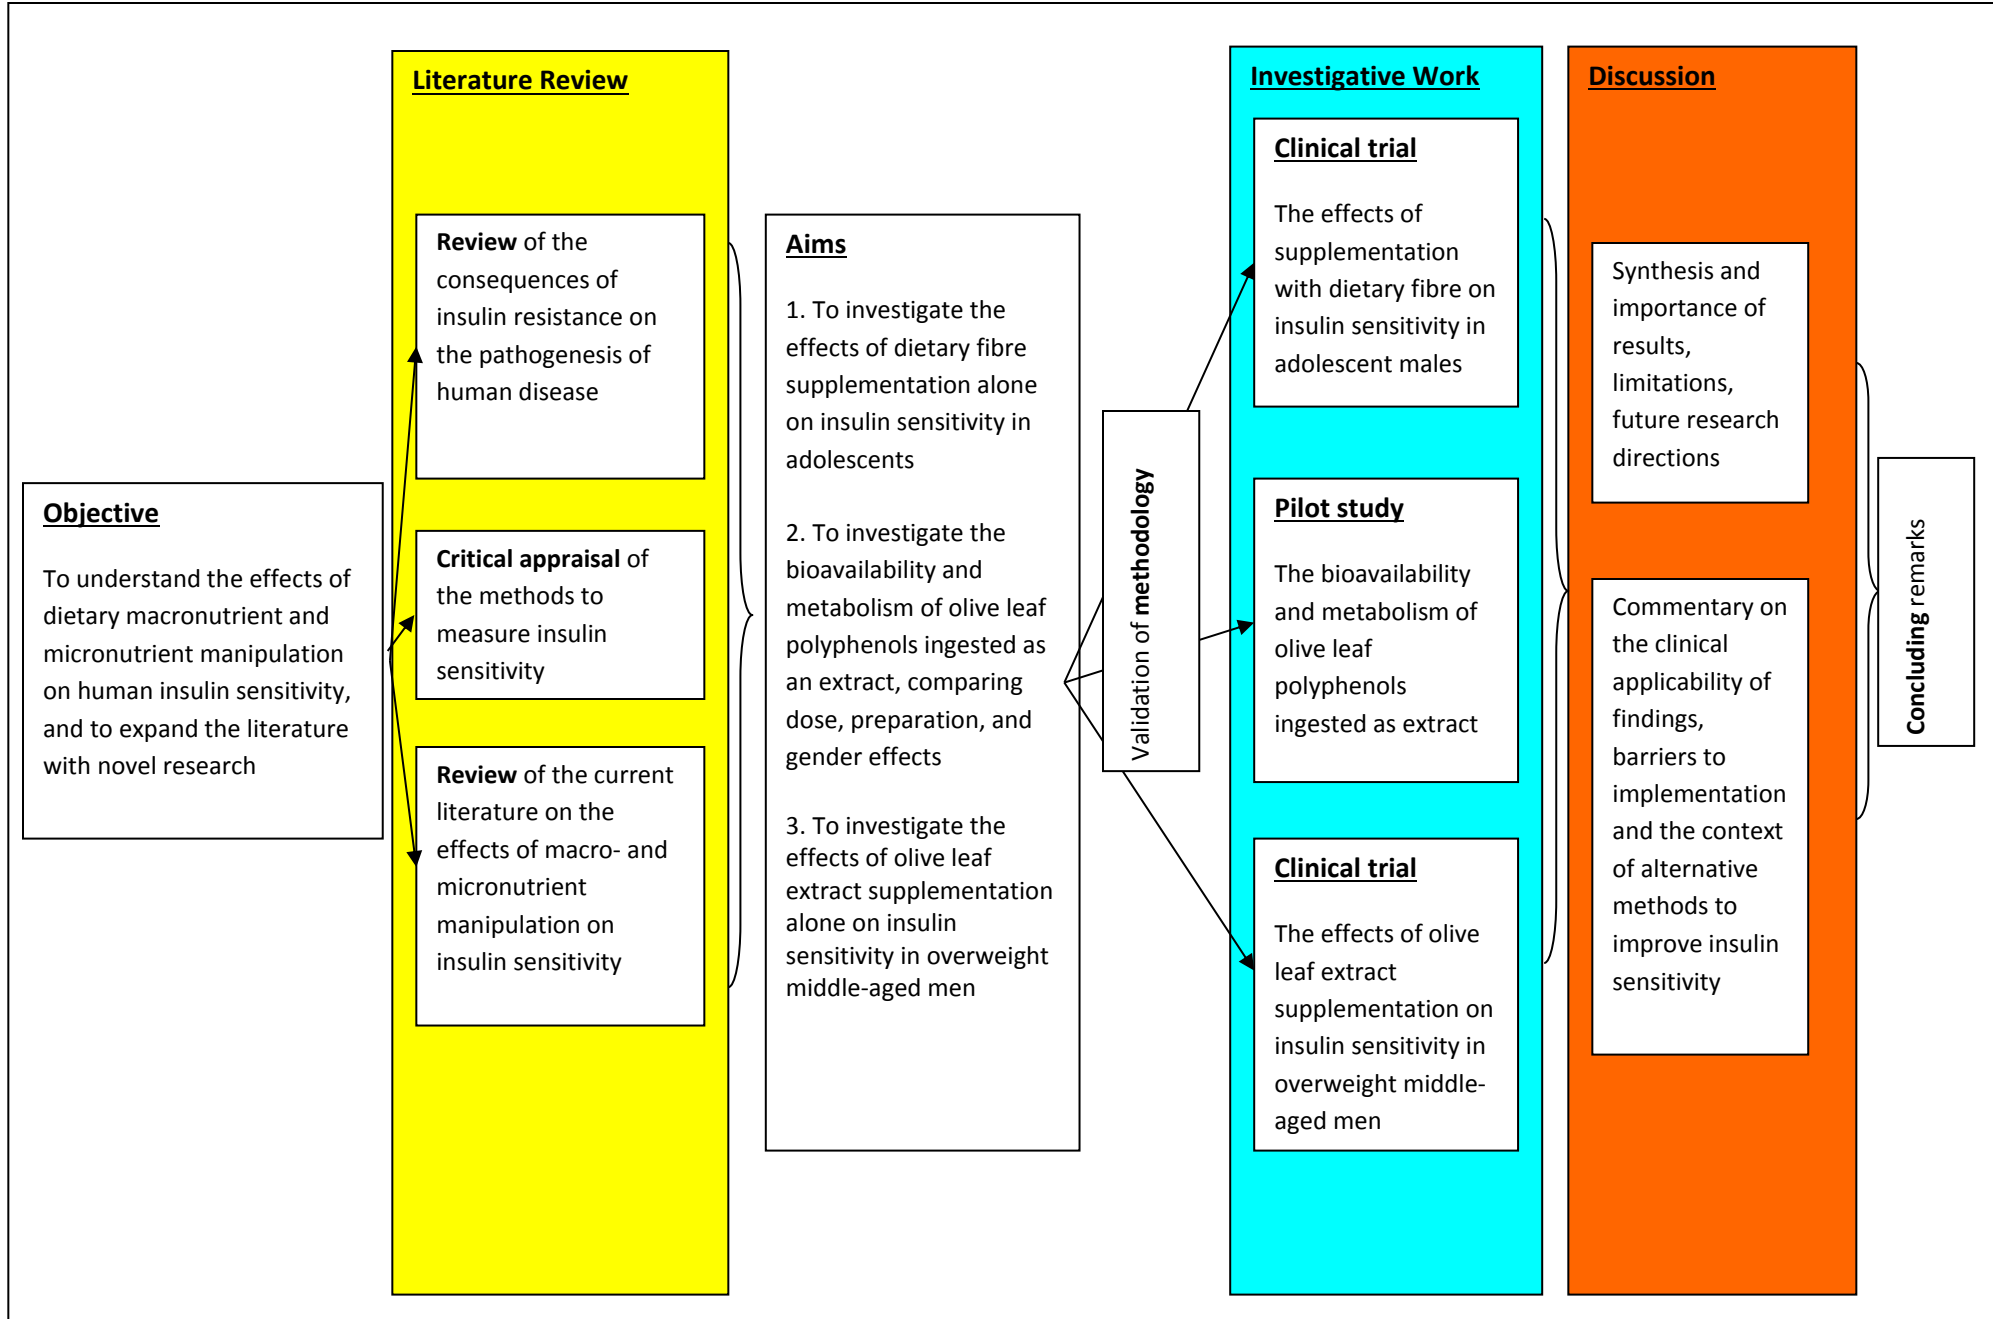 Objective
To understand the effects of
dietary macronutrient and
micronutrient manipulation
on human insulin sensitivity,
and to expand the literature
with novel research
Literature Review
Review of the
consequences of
insulin resistance on
the pathogenesis of
human disease
Critical appraisal of
the methods to
measure insulin
sensitivity
Review of the current
literature on the
effects of macro- and
micronutrient
manipulation on
insulin sensitivity
Aims
1. To investigate the
effects of dietary fibre
supplementation alone
on insulin sensitivity in
adolescents
2. To investigate the
bioavailability and
metabolism of olive leaf
polyphenols ingested as
an extract, comparing
dose, preparation, and
gender effects
3. To investigate the
effects of olive leaf
extract supplementation
alone on insulin
sensitivity in overweight
middle-aged men
Validation of methodology
Investigative Work
Clinical trial
The effects of
supplementation
with dietary fibre on
insulin sensitivity in
adolescent males
Pilot study
The bioavailability
and metabolism of
olive leaf
polyphenols
ingested as extract
Clinical trial
The effects of olive
leaf extract
supplementation on
insulin sensitivity in
overweight middle-
aged men
Discussion
Synthesis and
importance of
results,
limitations,
future research
directions
Commentary on
the clinical
applicability of
findings,
barriers to
implementation
and the context
of alternative
methods to
improve insulin
sensitivity
Concluding remarks